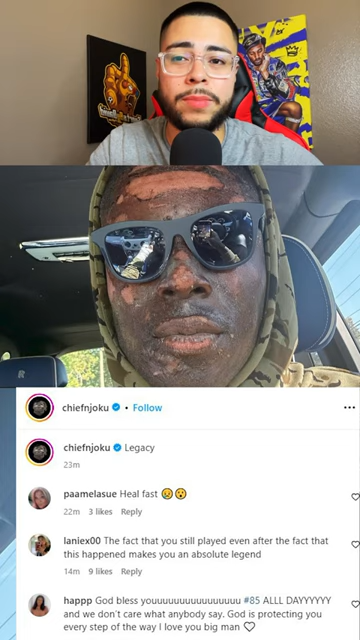 chiefnjoku • Follow
chiefnjoku Legacy
23m
paamelasue Heal fast 😥😯
22m 3 likes Reply
laniex00 The fact that you still played even after the fact that
this happened makes you an absolute legend
14m 9 likes Reply
happp God bless youuuuuuuuuuuuuuuuu #85 ALLL DAYYYYYY
and we don't care what anybody say. God is protecting you
every step of the way I love you big man ♡